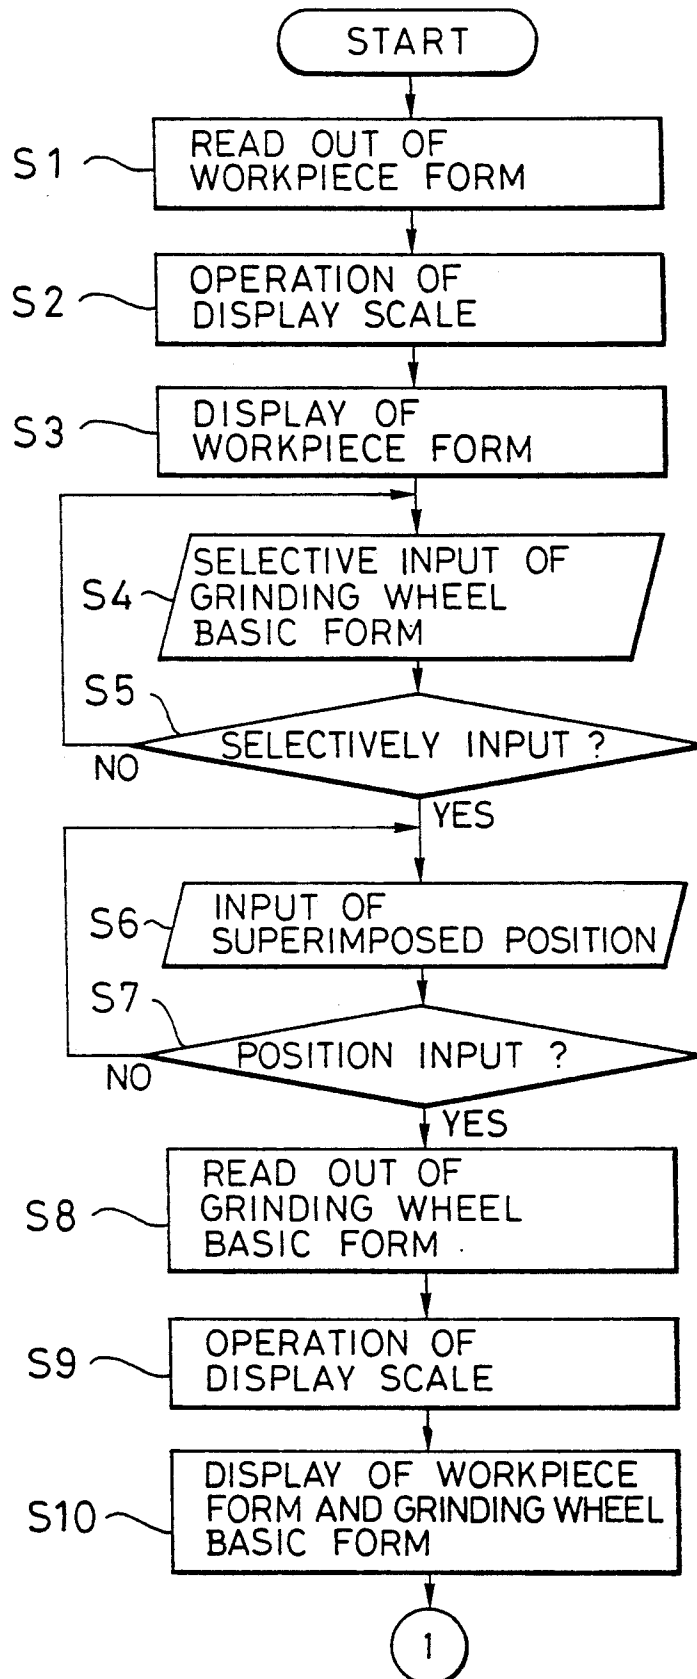 START
S1
READ OUT OF
WORKPIECE FORM
S2
OPERATION OF
DISPLAY SCALE
S3
DISPLAY OF
WORKPIECE FORM
S4
SELECTIVE INPUT OF
GRINDING WHEEL
BASIC FORM
S5
SELECTIVELY INPUT ?
NO
YES
S6
INPUT OF
SUPERIMPOSED POSITION
S7
POSITION INPUT ?
NO
YES
S8
READ OUT OF
GRINDING WHEEL
BASIC FORM
S9
OPERATION OF
DISPLAY SCALE
S10
DISPLAY OF WORKPIECE
FORM AND GRINDING WHEEL
BASIC FORM
1